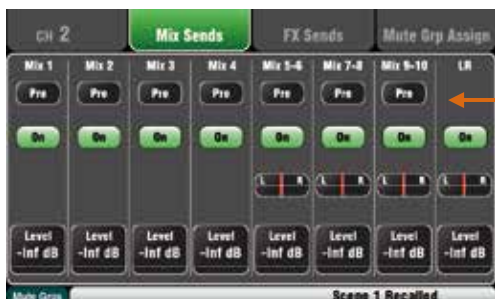 CH 2 Mix Sends FX Sends Mute Grp Assign
Mix 1 Mix 2 Mix 3 Mix 4 Mix 5-6 Mix 7-8 Mix 9-10 LR
Pre Pre Pre Pre Pre Pre Pre
On On On On On On On On
L R L R L R L R
Level Level Level Level Level Level Level Level
-Inf dB -Inf dB -Inf dB -Inf dB -Inf dB -Inf dB -Inf dB -Inf dB
Mute Grps Scene 1 Recalled